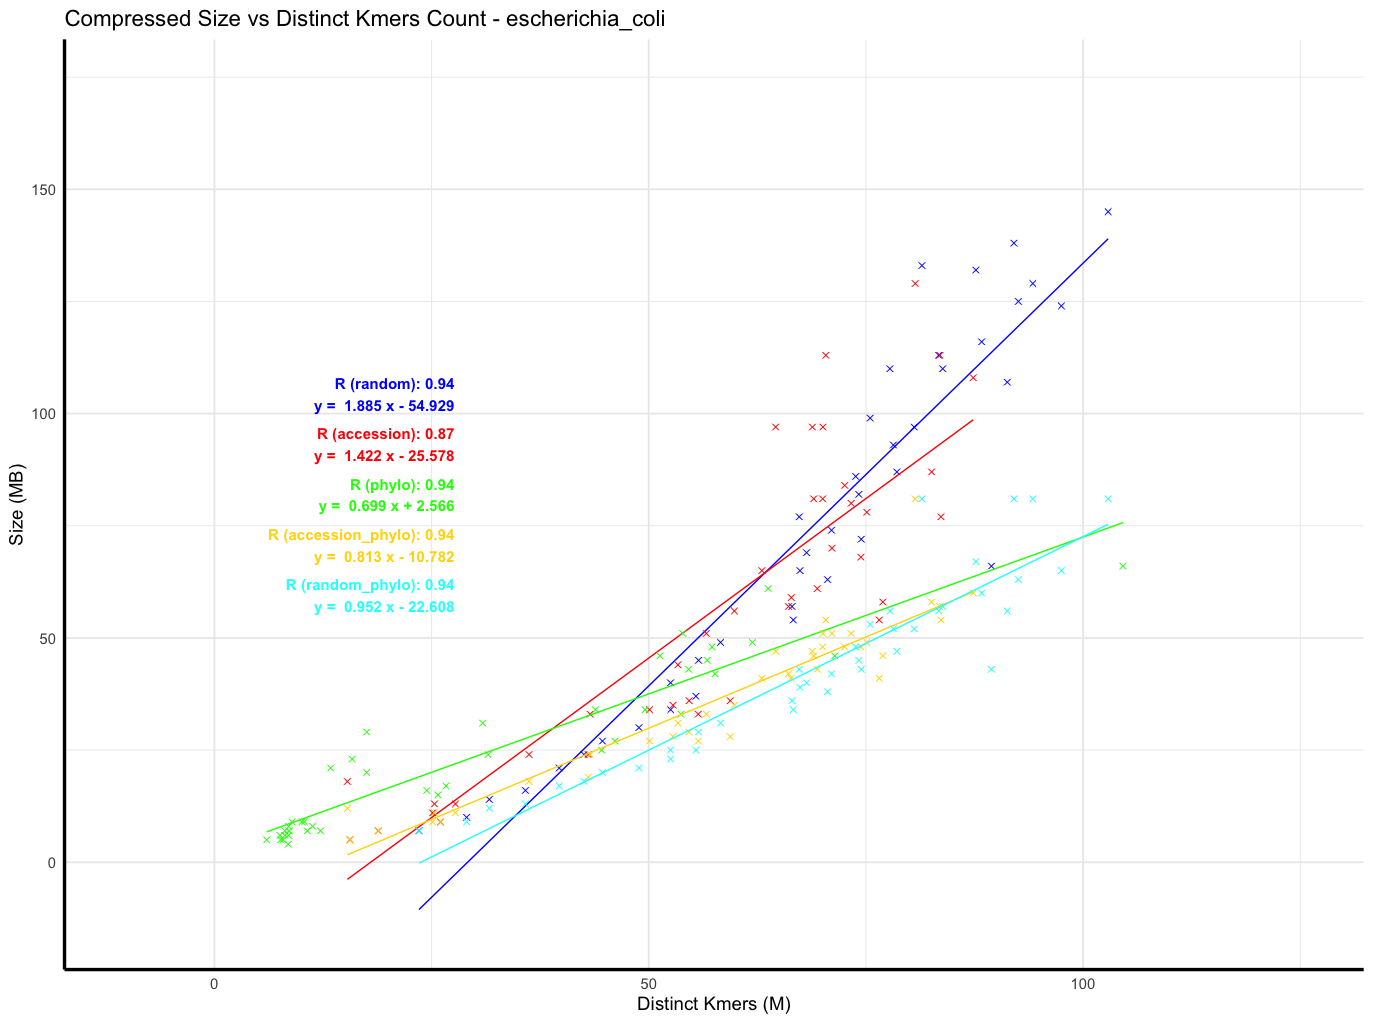 Compressed Size vs Distinct Kmers Count - escherichia_coli
150
100
50
0
Size (MB)
R (random): 0.94
y =  1.885 x - 54.929
R (accession): 0.87
y =  1.422 x - 25.578
R (phylo): 0.94
y =  0.699 x + 2.566
R (accession_phylo): 0.94
y =  0.813 x - 10.782
R (random_phylo): 0.94
y =  0.952 x - 22.608
0
50
100
Distinct Kmers (M)